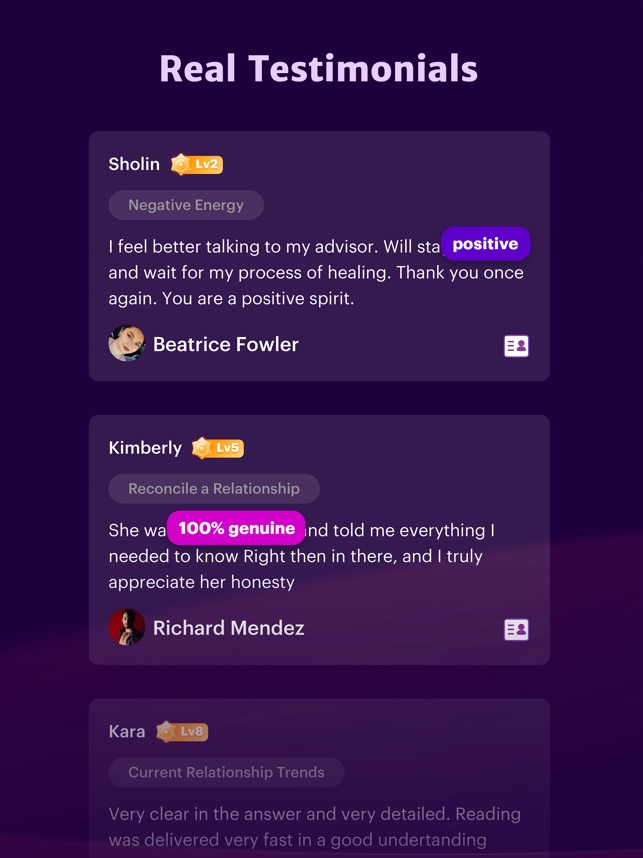 Real Testimonials
Sholin Lv2
Negative Energy
I feel better talking to my advisor. Will sta positive
and wait for my process of healing. Thank you once
again. You are a positive spirit.
Beatrice Fowler
Kimberly Lv5
Reconcile a Relationship
She wa 100% genuine nd told me everything I
needed to know Right then in there, and I truly
appreciate her honesty
Richard Mendez
Kara Lv8
Current Relationship Trends
Very clear in the answer and very detailed. Reading
was delivered very fast in a good undertanding